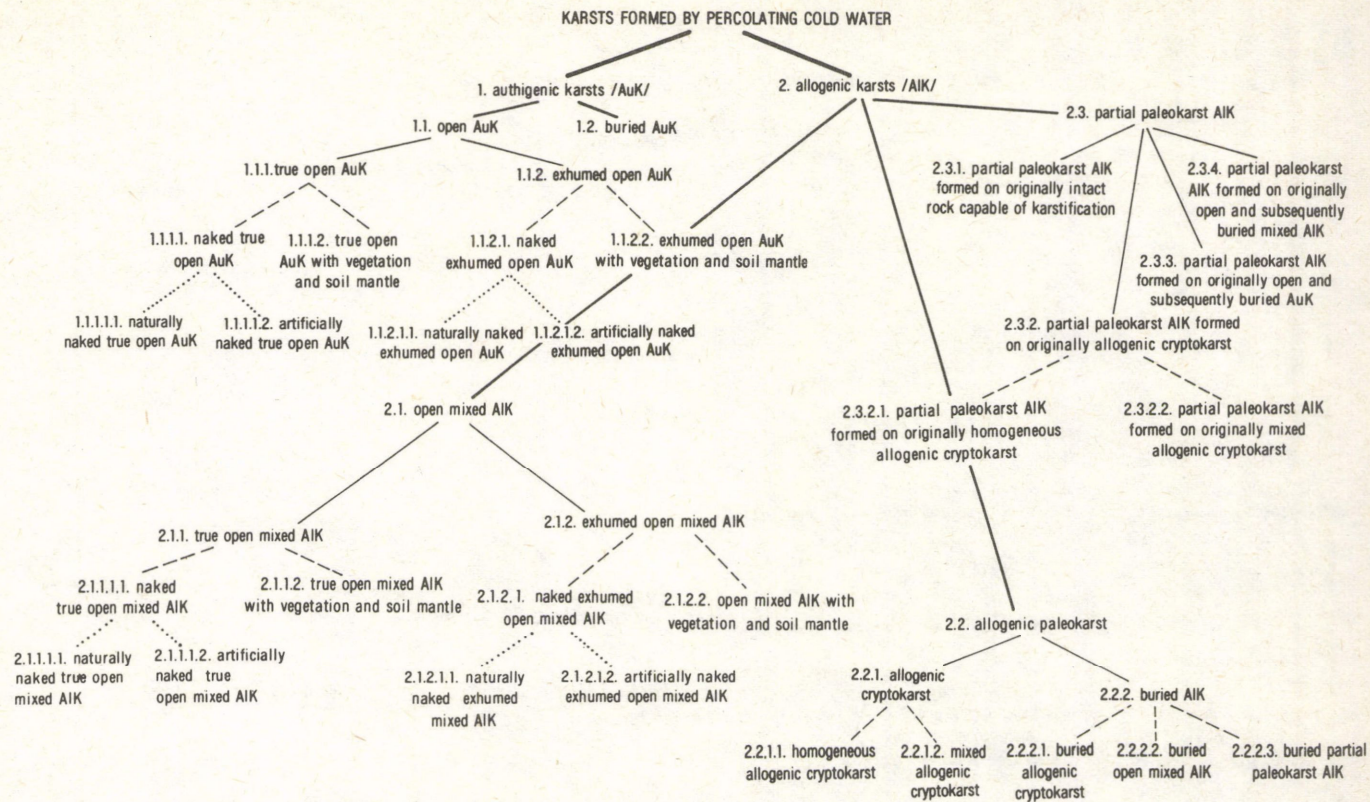 KARSTS FORMED BY PERCOLATING COLD WATER
1. authigenic karsts /AuK/
2. allogenic karsts /AlK/
1.1. open AuK
1.2. buried AuK
2.3. partial paleokarst AlK
1.1.1.true open AuK
1.1.2. exhumed open AuK
2.3.1. partial paleokarst AlK
formed on originally intact
rock capable of karstification
2.3.4. partial paleokarst
AlK formed on originally
open and subsequently
buried mixed AlK
1.1.1.1. naked true
open AuK
1.1.1.2. true open
AuK with vegetation
and soil mantle
1.1.2.1. naked
exhumed open AuK
1.1.2.2. exhumed open AuK
with vegetation and soil mantle
2.3.3. partial paleokarst AlK
formed on originally open and
subsequently buried AuK
1.1.1.1.1. naturally
naked true open AuK
1.1.1.1.2. artificially
naked true open AuK
1.1.2.1.1. naturally naked
exhumed open AuK
1.1.2.1.2. artificially naked
exhumed open AuK
2.3.2. partial paleokarst AlK formed
on originally allogenic cryptokarst
2.1. open mixed AlK
2.3.2.1. partial paleokarst AlK
formed on originally homogeneous
allogenic cryptokarst
2.3.2.2. partial paleokarst AlK
formed on originally mixed
allogenic cryptokarst
2.1.1. true open mixed AlK
2.1.2. exhumed open mixed AlK
2.1.1.1.1. naked
true open mixed AlK
2.1.1.2. true open mixed AlK
with vegetation and soil mantle
2.1.2.1. naked exhumed
open mixed AlK
2.1.2.2. open mixed AlK with
vegetation and soil mantle
2.2. allogenic paleokarst
2.1.1.1.1. naturally
naked true open
mixed AlK
2.1.1.1.2. artificially
naked true
open mixed AlK
2.1.2.1.1. naturally
naked exhumed
mixed AlK
2.1.2.1.2. artificially naked
exhumed open mixed AlK
2.2.1. allogenic
cryptokarst
2.2.2. buried AlK
2.2.1.1. homogeneous
allogenic cryptokarst
2.2.1.2. mixed
allogenic
cryptokarst
2.2.2.1. buried
allogenic
cryptokarst
2.2.2.2. buried
open mixed AlK
2.2.2.3. buried partial
paleokarst AlK